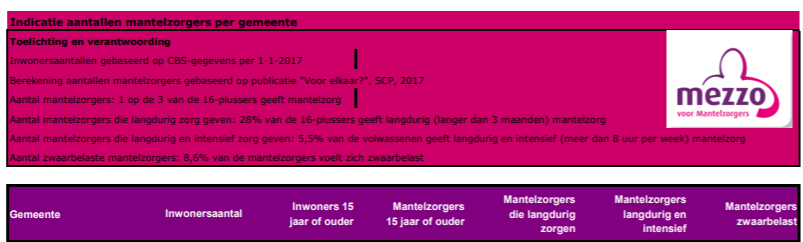 Indicatie aantallen mantelzorgers per gemeente
Toelichting en verantwoording
Inwonersaantallen gebaseerd op CBS-gegevens per 1-1-2017
Berekening aantallen mantelzorgers gebaseerd op publicatie "Voor elkaar?", SCP, 2017
Aantal mantelzorgers: 1 op de 3 van de 16-plussers geeft mantelzorg
Aantal mantelzorgers die langdurig zorg geven: 28% van de 16-plussers geeft langdurig (langer dan 3 maanden) mantelzorg
Aantal mantelzorgers die langdurig en intensief zorg geven: 5,5% van de volwassenen geeft langdurig en intensief (meer dan 8 uur per week) mantelzorg
Aantal zwaarbelaste mantelzorgers: 8,6% van de mantelzorgers voelt zich zwaarbelast
mezzo
voor Mantelzorgers
Gemeente
Inwonersaantal
Inwoners 15
jaar of ouder
Mantelzorgers
15 jaar of ouder
Mantelzorgers
die langdurig
zorgen
Mantelzorgers
langdurig en
intensief
Mantelzorgers
zwaarbelast